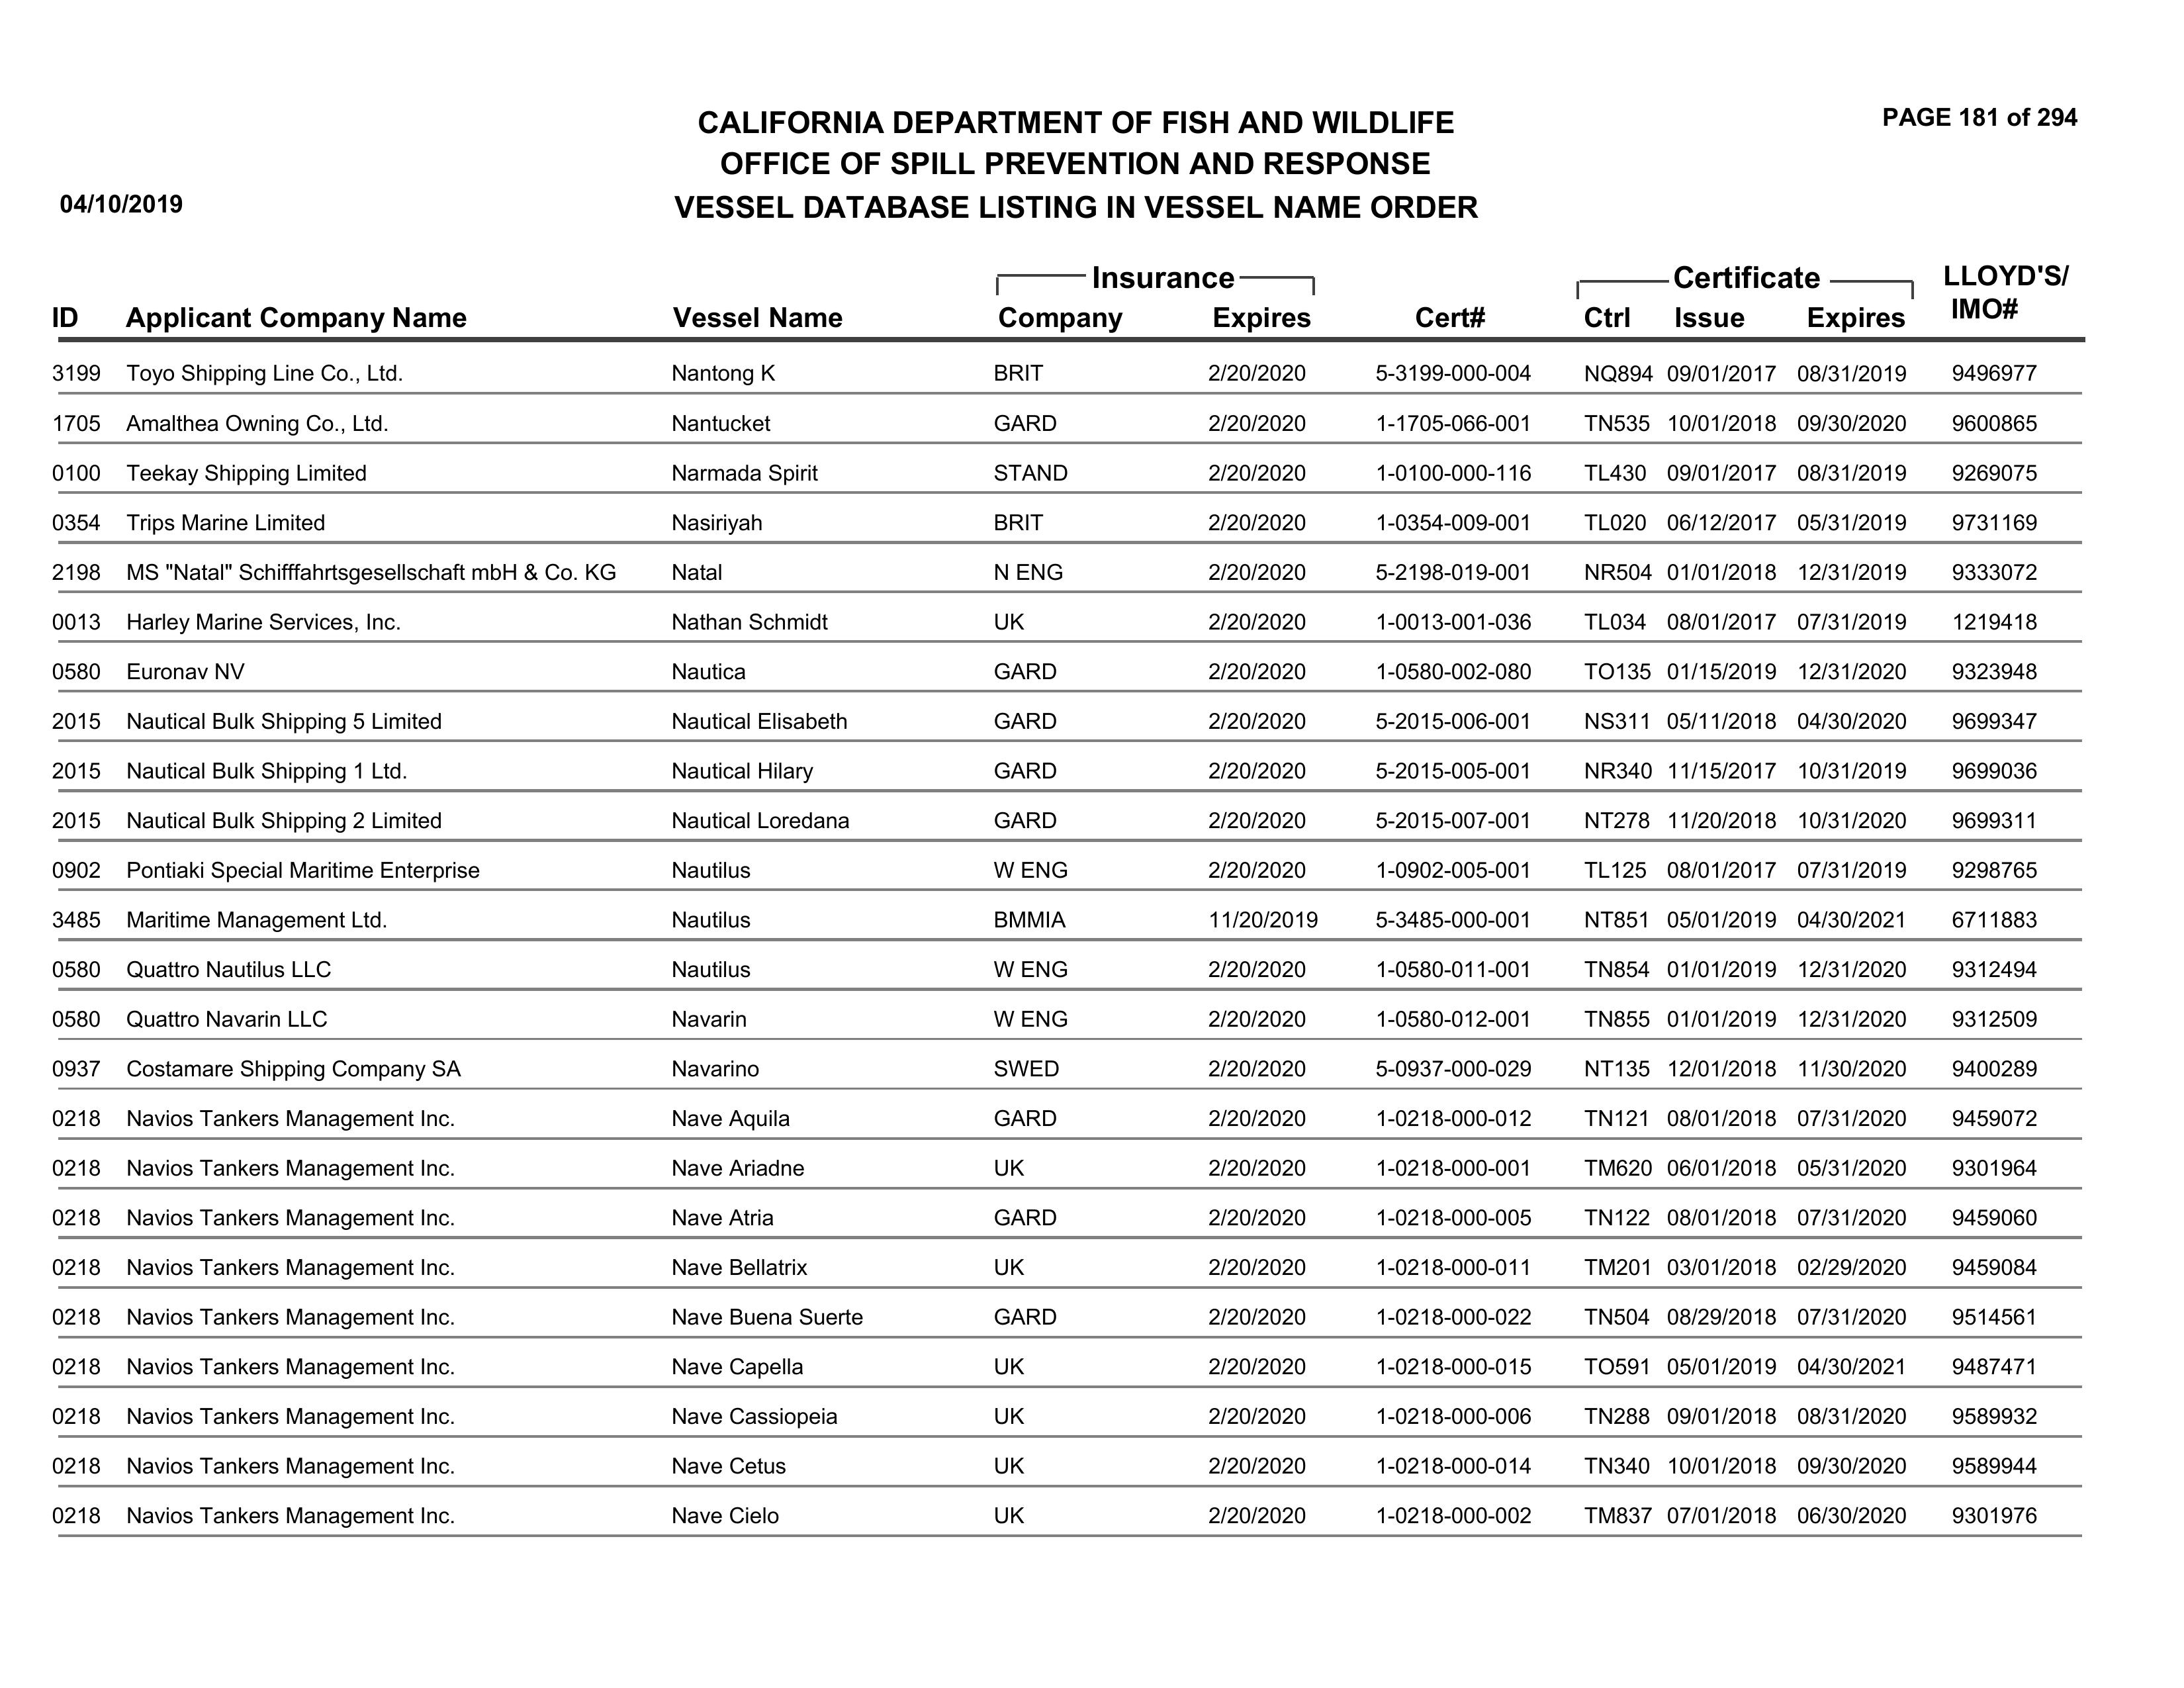 CALIFORNIA DEPARTMENT OF FISH AND WILDLIFE
PAGE 181 of 294
OFFICE OF SPILL PREVENTION AND RESPONSE
04/10/2019
VESSEL DATABASE LISTING IN VESSEL NAME ORDER
Insurance Certificate LLOYD'S/
ID Applicant Company Name Vessel Name Company Expires Cert# Ctrl Issue Expires IMO#
3199 Toyo Shipping Line Co., Ltd. Nantong K BRIT 2/20/2020 5-3199-000-004 NQ894 09/01/2017 08/31/2019 9496977
1705 Amalthea Owning Co., Ltd. Nantucket GARD 2/20/2020 1-1705-066-001 TN535 10/01/2018 09/30/2020 9600865
0100 Teekay Shipping Limited Narmada Spirit STAND 2/20/2020 1-0100-000-116 TL430 09/01/2017 08/31/2019 9269075
0354 Trips Marine Limited Nasiriyah BRIT 2/20/2020 1-0354-009-001 TL020 06/12/2017 05/31/2019 9731169
2198 MS "Natal" Schifffahrtsgesellschaft mbH & Co. KG Natal N ENG 2/20/2020 5-2198-019-001 NR504 01/01/2018 12/31/2019 9333072
0013 Harley Marine Services, Inc. Nathan Schmidt UK 2/20/2020 1-0013-001-036 TL034 08/01/2017 07/31/2019 1219418
0580 Euronav NV Nautica GARD 2/20/2020 1-0580-002-080 TO135 01/15/2019 12/31/2020 9323948
2015 Nautical Bulk Shipping 5 Limited Nautical Elisabeth GARD 2/20/2020 5-2015-006-001 NS311 05/11/2018 04/30/2020 9699347
2015 Nautical Bulk Shipping 1 Ltd. Nautical Hilary GARD 2/20/2020 5-2015-005-001 NR340 11/15/2017 10/31/2019 9699036
2015 Nautical Bulk Shipping 2 Limited Nautical Loredana GARD 2/20/2020 5-2015-007-001 NT278 11/20/2018 10/31/2020 9699311
0902 Pontiaki Special Maritime Enterprise Nautilus W ENG 2/20/2020 1-0902-005-001 TL125 08/01/2017 07/31/2019 9298765
3485 Maritime Management Ltd. Nautilus BMMIA 11/20/2019 5-3485-000-001 NT851 05/01/2019 04/30/2021 6711883
0580 Quattro Nautilus LLC Nautilus W ENG 2/20/2020 1-0580-011-001 TN854 01/01/2019 12/31/2020 9312494
0580 Quattro Navarin LLC Navarin W ENG 2/20/2020 1-0580-012-001 TN855 01/01/2019 12/31/2020 9312509
0937 Costamare Shipping Company SA Navarino SWED 2/20/2020 5-0937-000-029 NT135 12/01/2018 11/30/2020 9400289
0218 Navios Tankers Management Inc. Nave Aquila GARD 2/20/2020 1-0218-000-012 TN121 08/01/2018 07/31/2020 9459072
0218 Navios Tankers Management Inc. Nave Ariadne UK 2/20/2020 1-0218-000-001 TM620 06/01/2018 05/31/2020 9301964
0218 Navios Tankers Management Inc. Nave Atria GARD 2/20/2020 1-0218-000-005 TN122 08/01/2018 07/31/2020 9459060
0218 Navios Tankers Management Inc. Nave Bellatrix UK 2/20/2020 1-0218-000-011 TM201 03/01/2018 02/29/2020 9459084
0218 Navios Tankers Management Inc. Nave Buena Suerte GARD 2/20/2020 1-0218-000-022 TN504 08/29/2018 07/31/2020 9514561
0218 Navios Tankers Management Inc. Nave Capella UK 2/20/2020 1-0218-000-015 TO591 05/01/2019 04/30/2021 9487471
0218 Navios Tankers Management Inc. Nave Cassiopeia UK 2/20/2020 1-0218-000-006 TN288 09/01/2018 08/31/2020 9589932
0218 Navios Tankers Management Inc. Nave Cetus UK 2/20/2020 1-0218-000-014 TN340 10/01/2018 09/30/2020 9589944
0218 Navios Tankers Management Inc. Nave Cielo UK 2/20/2020 1-0218-000-002 TM837 07/01/2018 06/30/2020 9301976